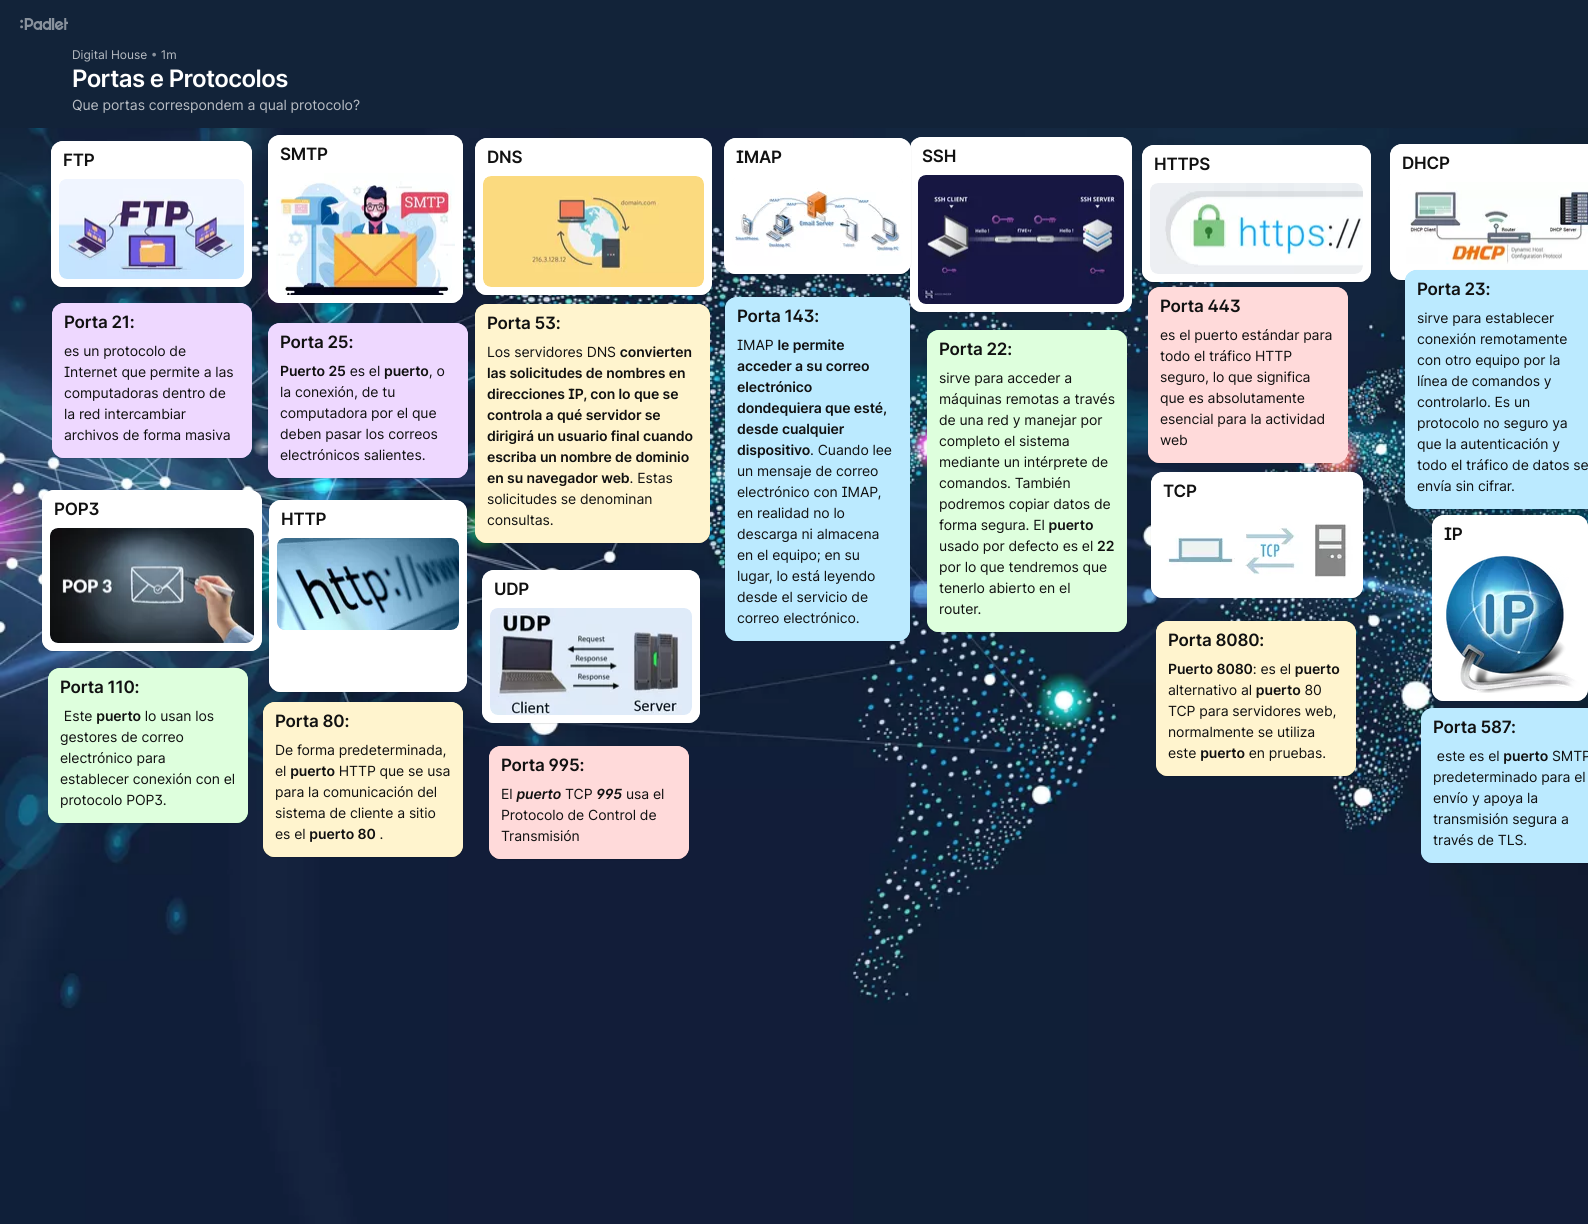 :Padlet
Digital House • 1m
Portas e Protocolos
Que portas correspondem a qual protocolo?
FTP
FTP
Porta 21:
es un protocolo de
Internet que permite a las
computadoras dentro de
la red intercambiar
archivos de forma masiva
POP3
POP 3
Porta 110:
Este puerto lo usan los
gestores de correo
electrónico para
establecer conexión con el
protocolo POP3.
SMTP
SMTP
Porta 25:
Puerto 25 es el puerto, o
la conexión, de tu
computadora por el que
deben pasar los correos
electrónicos salientes.
HTTP
http://www
Porta 80:
De forma predeterminada,
el puerto HTTP que se usa
para la comunicación del
sistema de cliente a sitio
es el puerto 80 .
DNS
domain.com
216.3.128.12
Porta 53:
Los servidores DNS convierten
las solicitudes de nombres en
direcciones IP, con lo que se
controla a qué servidor se
dirigirá un usuario final cuando
escriba un nombre de dominio
en su navegador web. Estas
solicitudes se denominan
consultas.
UDP
UDP
Request
Response
Response
Client
Server
Porta 995:
El puerto TCP 995 usa el
Protocolo de Control de
Transmisión
IMAP
IMAP
IMAP
IMAP
IMAP
Email Server
Smartphone
Desktop PC
Tablet
Desktop PC
Porta 143:
IMAP le permite
acceder a su correo
electrónico
dondequiera que esté,
desde cualquier
dispositivo. Cuando lee
un mensaje de correo
electrónico con IMAP,
en realidad no lo
descarga ni almacena
en el equipo; en su
lugar, lo está leyendo
desde el servicio de
correo electrónico.
SSH
SSH CLIENT
SSH SERVER
Hello !
Hello !
Porta 22:
sirve para acceder a
máquinas remotas a través
de una red y manejar por
completo el sistema
mediante un intérprete de
comandos. También
podremos copiar datos de
forma segura. El puerto
usado por defecto es el 22
por lo que tendremos que
tenerlo abierto en el
router.
HTTPS
https://
Porta 443
es el puerto estándar para
todo el tráfico HTTP
seguro, lo que significa
que es absolutamente
esencial para la actividad
web
TCP
TCP
Porta 8080:
Puerto 8080: es el puerto
alternativo al puerto 80
TCP para servidores web,
normalmente se utiliza
este puerto en pruebas.
DHCP
DHCP Client
Router
DHCP Server
DHCP
Dynamic Host
Configuration Protocol
Porta 23:
sirve para establecer
conexión remotamente
con otro equipo por la
línea de comandos y
controlarlo. Es un
protocolo no seguro ya
que la autenticación y
todo el tráfico de datos se
envía sin cifrar.
IP
IP
Porta 587:
este es el puerto SMTP
predeterminado para el
envío y apoya la
transmisión segura a
través de TLS.